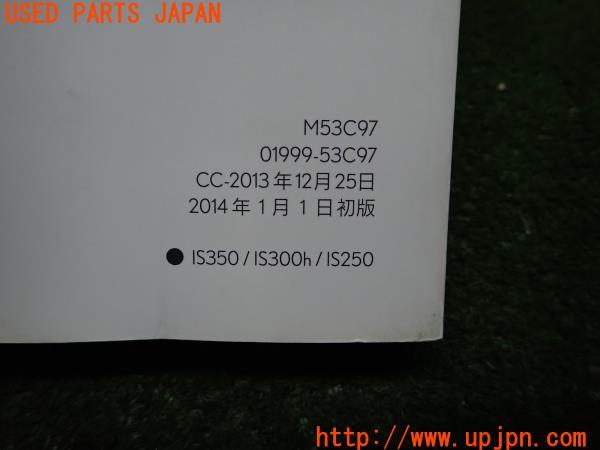 USED PARTS JAPAN
M53C97
01999-53C97
CC-2013年12月25日
2014年1月1日初版
● IS350 / IS300h / IS250
http://www.upjpn.com